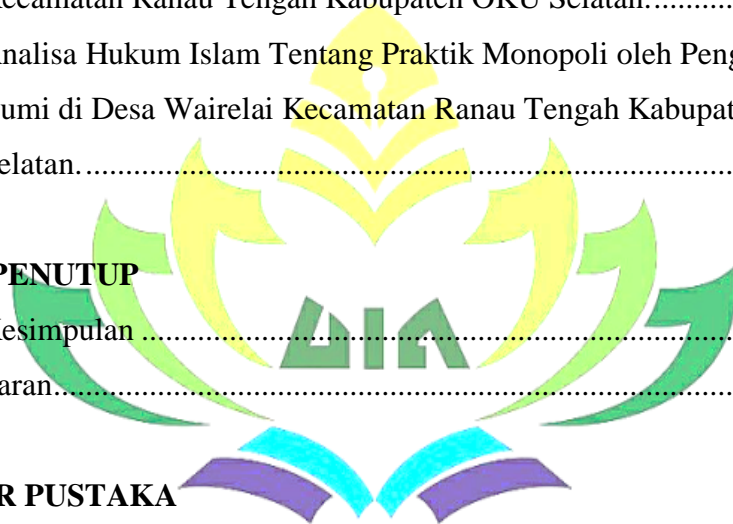 Kecamatan Ranau Tengah Kabupaten OKU Selatan...........
Analisa Hukum Islam Tentang Praktik Monopoli oleh Peng
umi di Desa Wairelai Kecamatan Ranau Tengah Kabupat
elatan...........................................................................
PENUTUP
Kesimpulan ....................................................................
aran...............................................................................
UIN
R PUSTAKA